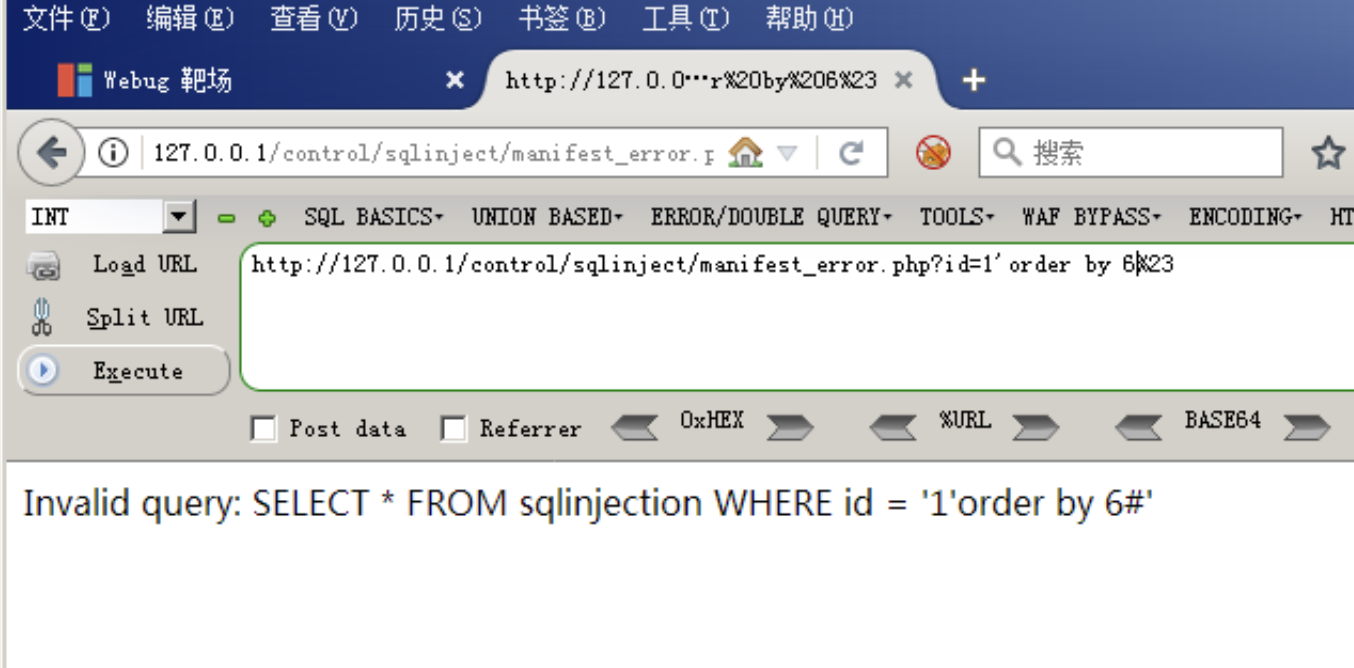 文件(F) 编辑(E) 查看(V) 历史(S) 书签(B) 工具(T) 帮助(H)
Webug 靶场 http://127.0.0…r%20by%206%23
127.0.0.1/control/sqlinject/manifest_error.p 搜索
INT SQL BASICS UNION BASED ERROR/DOUBLE QUERY TOOLS WAF BYPASS ENCODING HT
Load URL http://127.0.0.1/control/sqlinject/manifest_error.php?id=1'order by 6%23
Split URL
Execute
Post data Referrer 0xHEX %URL BASE64
Invalid query: SELECT * FROM sqlinjection WHERE id = '1'order by 6#'